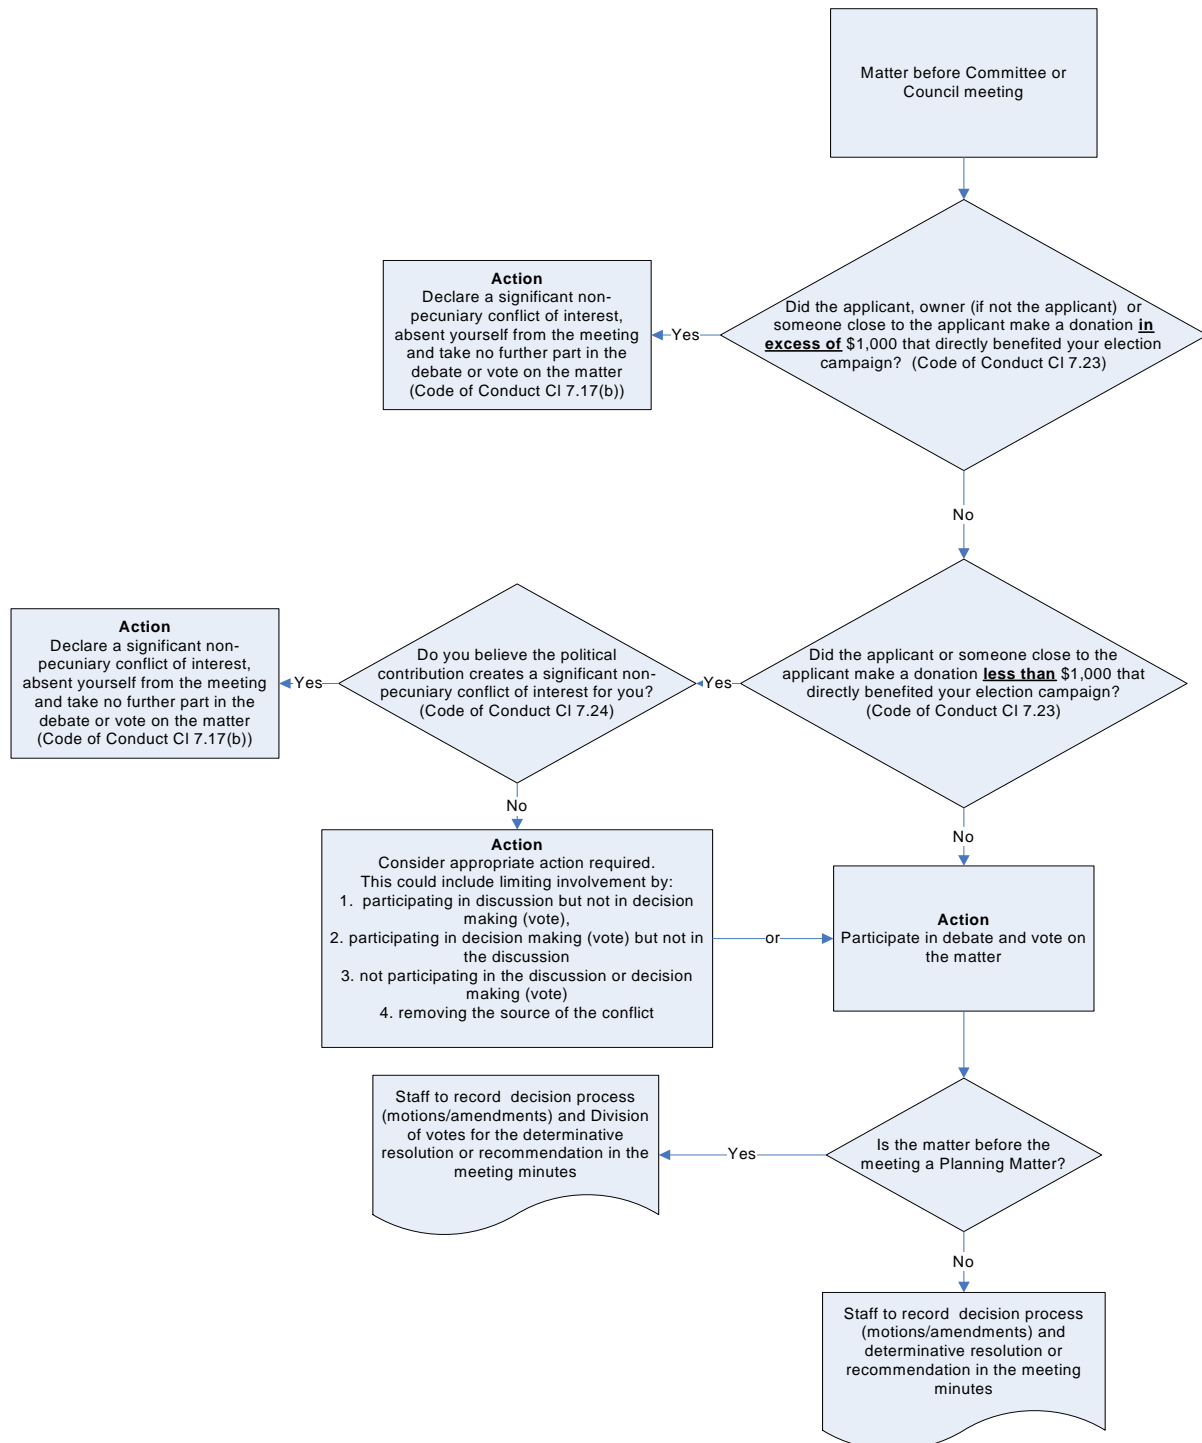 Matter before Committee or
Council meeting
Did the applicant, owner (if not the applicant)  or
someone close to the applicant make a donation in
excess of $1,000 that directly benefited your election
campaign?  (Code of Conduct Cl 7.23)
Yes
Action
Declare a significant non-
pecuniary conflict of interest,
absent yourself from the meeting
and take no further part in the
debate or vote on the matter
(Code of Conduct Cl 7.17(b))
No
Did the applicant or someone close to the
applicant make a donation less than $1,000 that
directly benefited your election campaign?
(Code of Conduct Cl 7.23)
Yes
Do you believe the political
contribution creates a significant non-
pecuniary conflict of interest for you?
(Code of Conduct Cl 7.24)
Yes
Action
Declare a significant non-
pecuniary conflict of interest,
absent yourself from the meeting
and take no further part in the
debate or vote on the matter
(Code of Conduct Cl 7.17(b))
No
Action
Consider appropriate action required.
This could include limiting involvement by:
1.  participating in discussion but not in decision
making (vote),
2. participating in decision making (vote) but not in
the discussion
3. not participating in the discussion or decision
making (vote)
4. removing the source of the conflict
or
No
Action
Participate in debate and vote on
the matter
Is the matter before the
meeting a Planning Matter?
Yes
Staff to record  decision process
(motions/amendments) and Division
of votes for the determinative
resolution or recommendation in the
meeting minutes
No
Staff to record  decision process
(motions/amendments) and
determinative resolution or
recommendation in the meeting
minutes